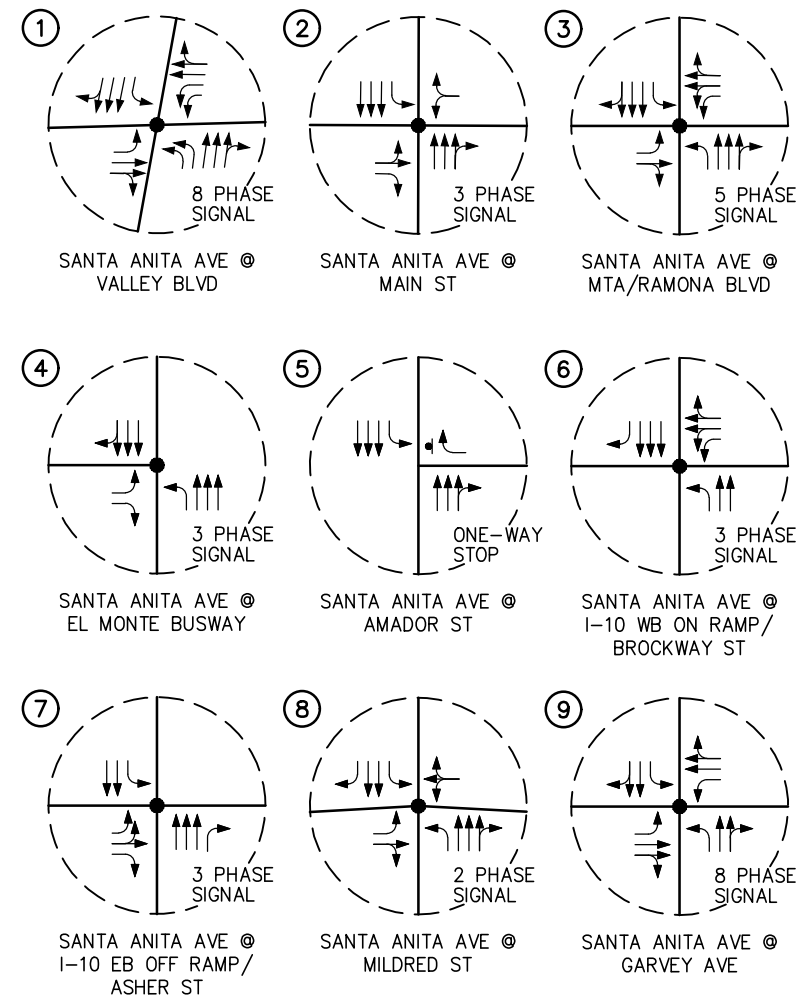 1
8 PHASE
SIGNAL
SANTA ANITA AVE @
VALLEY BLVD
2
3 PHASE
SIGNAL
SANTA ANITA AVE @
MAIN ST
3
5 PHASE
SIGNAL
SANTA ANITA AVE @
MTA/RAMONA BLVD
4
3 PHASE
SIGNAL
SANTA ANITA AVE @
EL MONTE BUSWAY
5
ONE-WAY
STOP
SANTA ANITA AVE @
AMADOR ST
6
3 PHASE
SIGNAL
SANTA ANITA AVE @
I-10 WB ON RAMP/
BROCKWAY ST
7
3 PHASE
SIGNAL
SANTA ANITA AVE @
I-10 EB OFF RAMP/
ASHER ST
8
2 PHASE
SIGNAL
SANTA ANITA AVE @
MILDRED ST
9
8 PHASE
SIGNAL
SANTA ANITA AVE @
GARVEY AVE